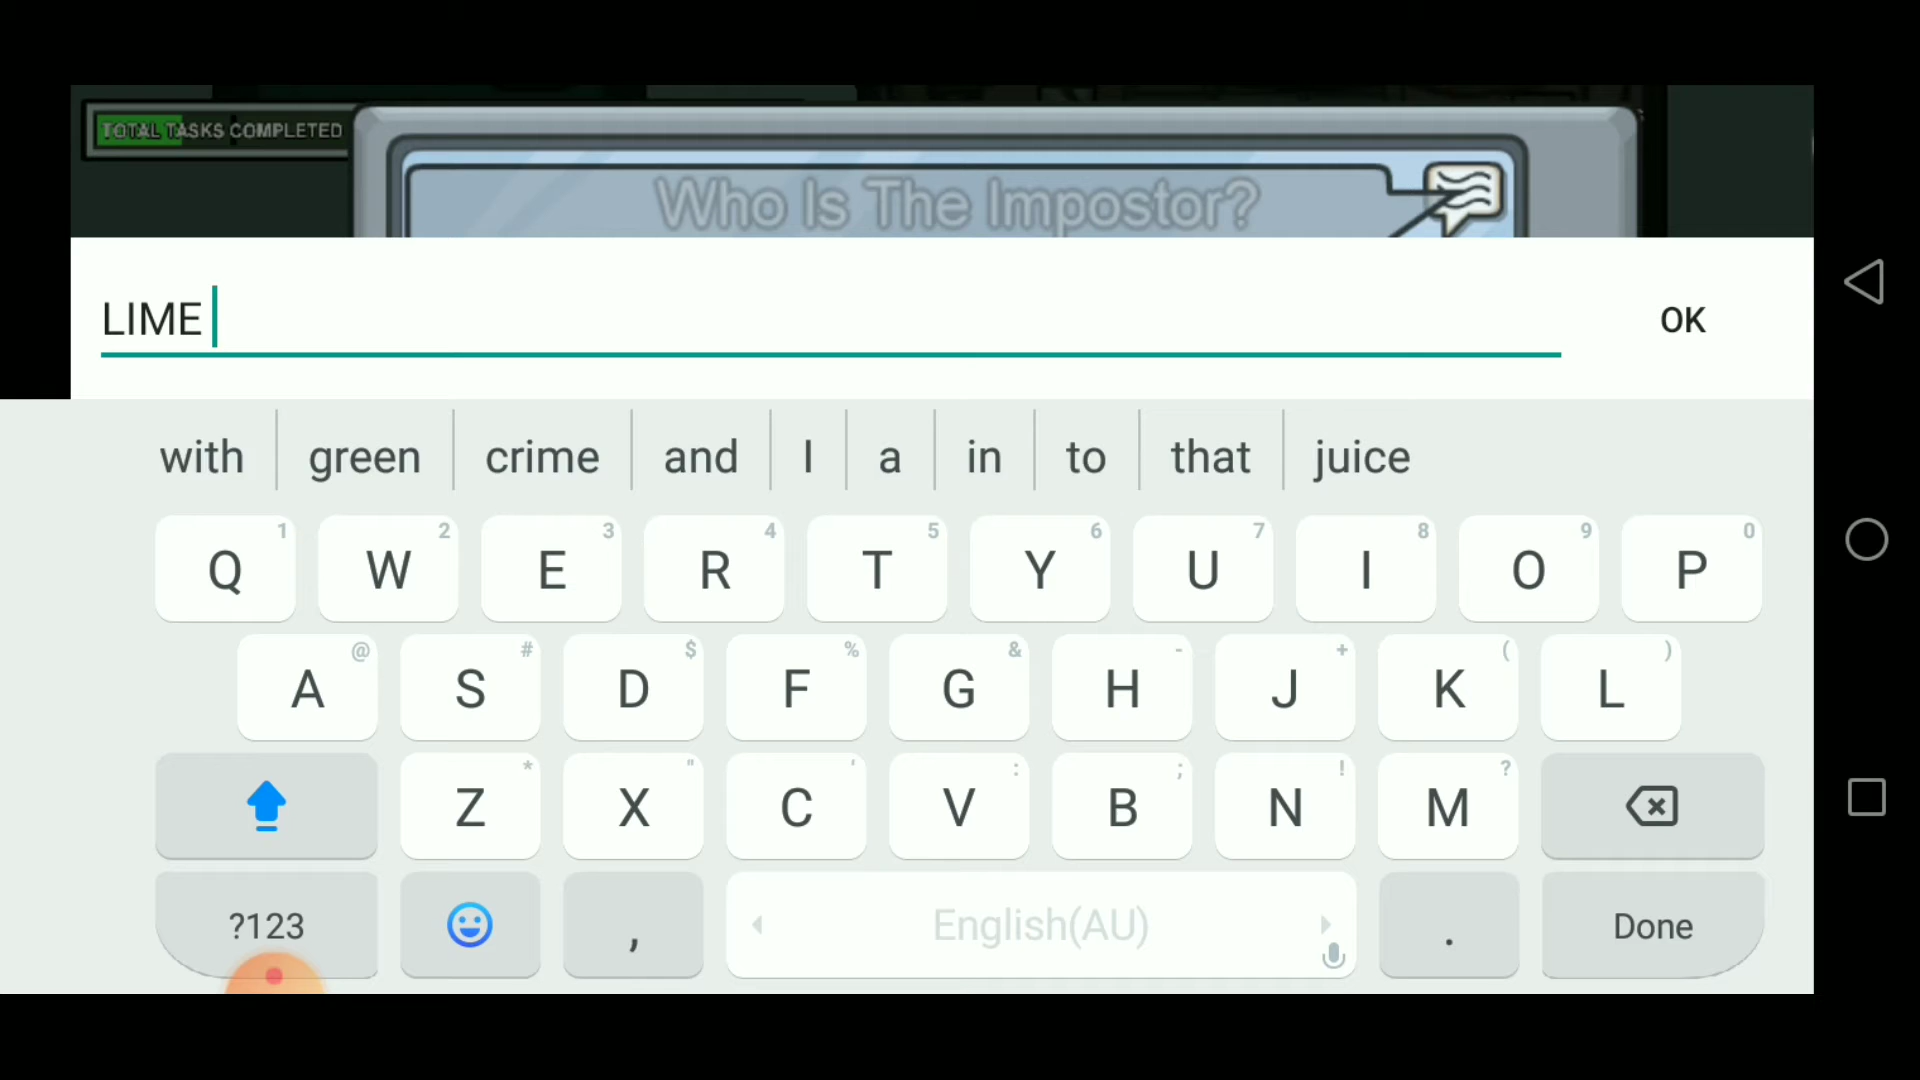 TOTAL TASKS COMPLETED
Who Is The Impostor?
LIME
OK
with green crime and I a in to that juice
Q 1 W 2 E 3 R 4 T 5 Y 6 U 7 I 8 O 9 P 0
A @ S # D $ F % G & H - J + K ( L )
Z * X " C ' V : B ; N ! M ?
?123 , English(AU) . Done